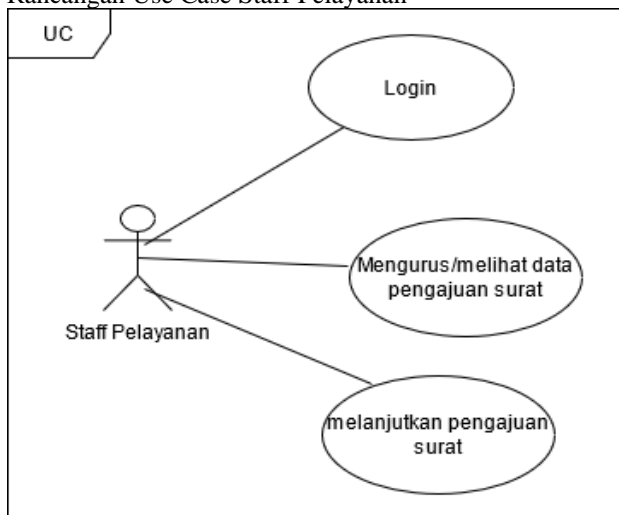 Rancangan Use Case Staff Pelayanan
UC
Login
Mengurus/melihat data
pengajuan surat
Staff Pelayanan
melanjutkan pengajuan
surat